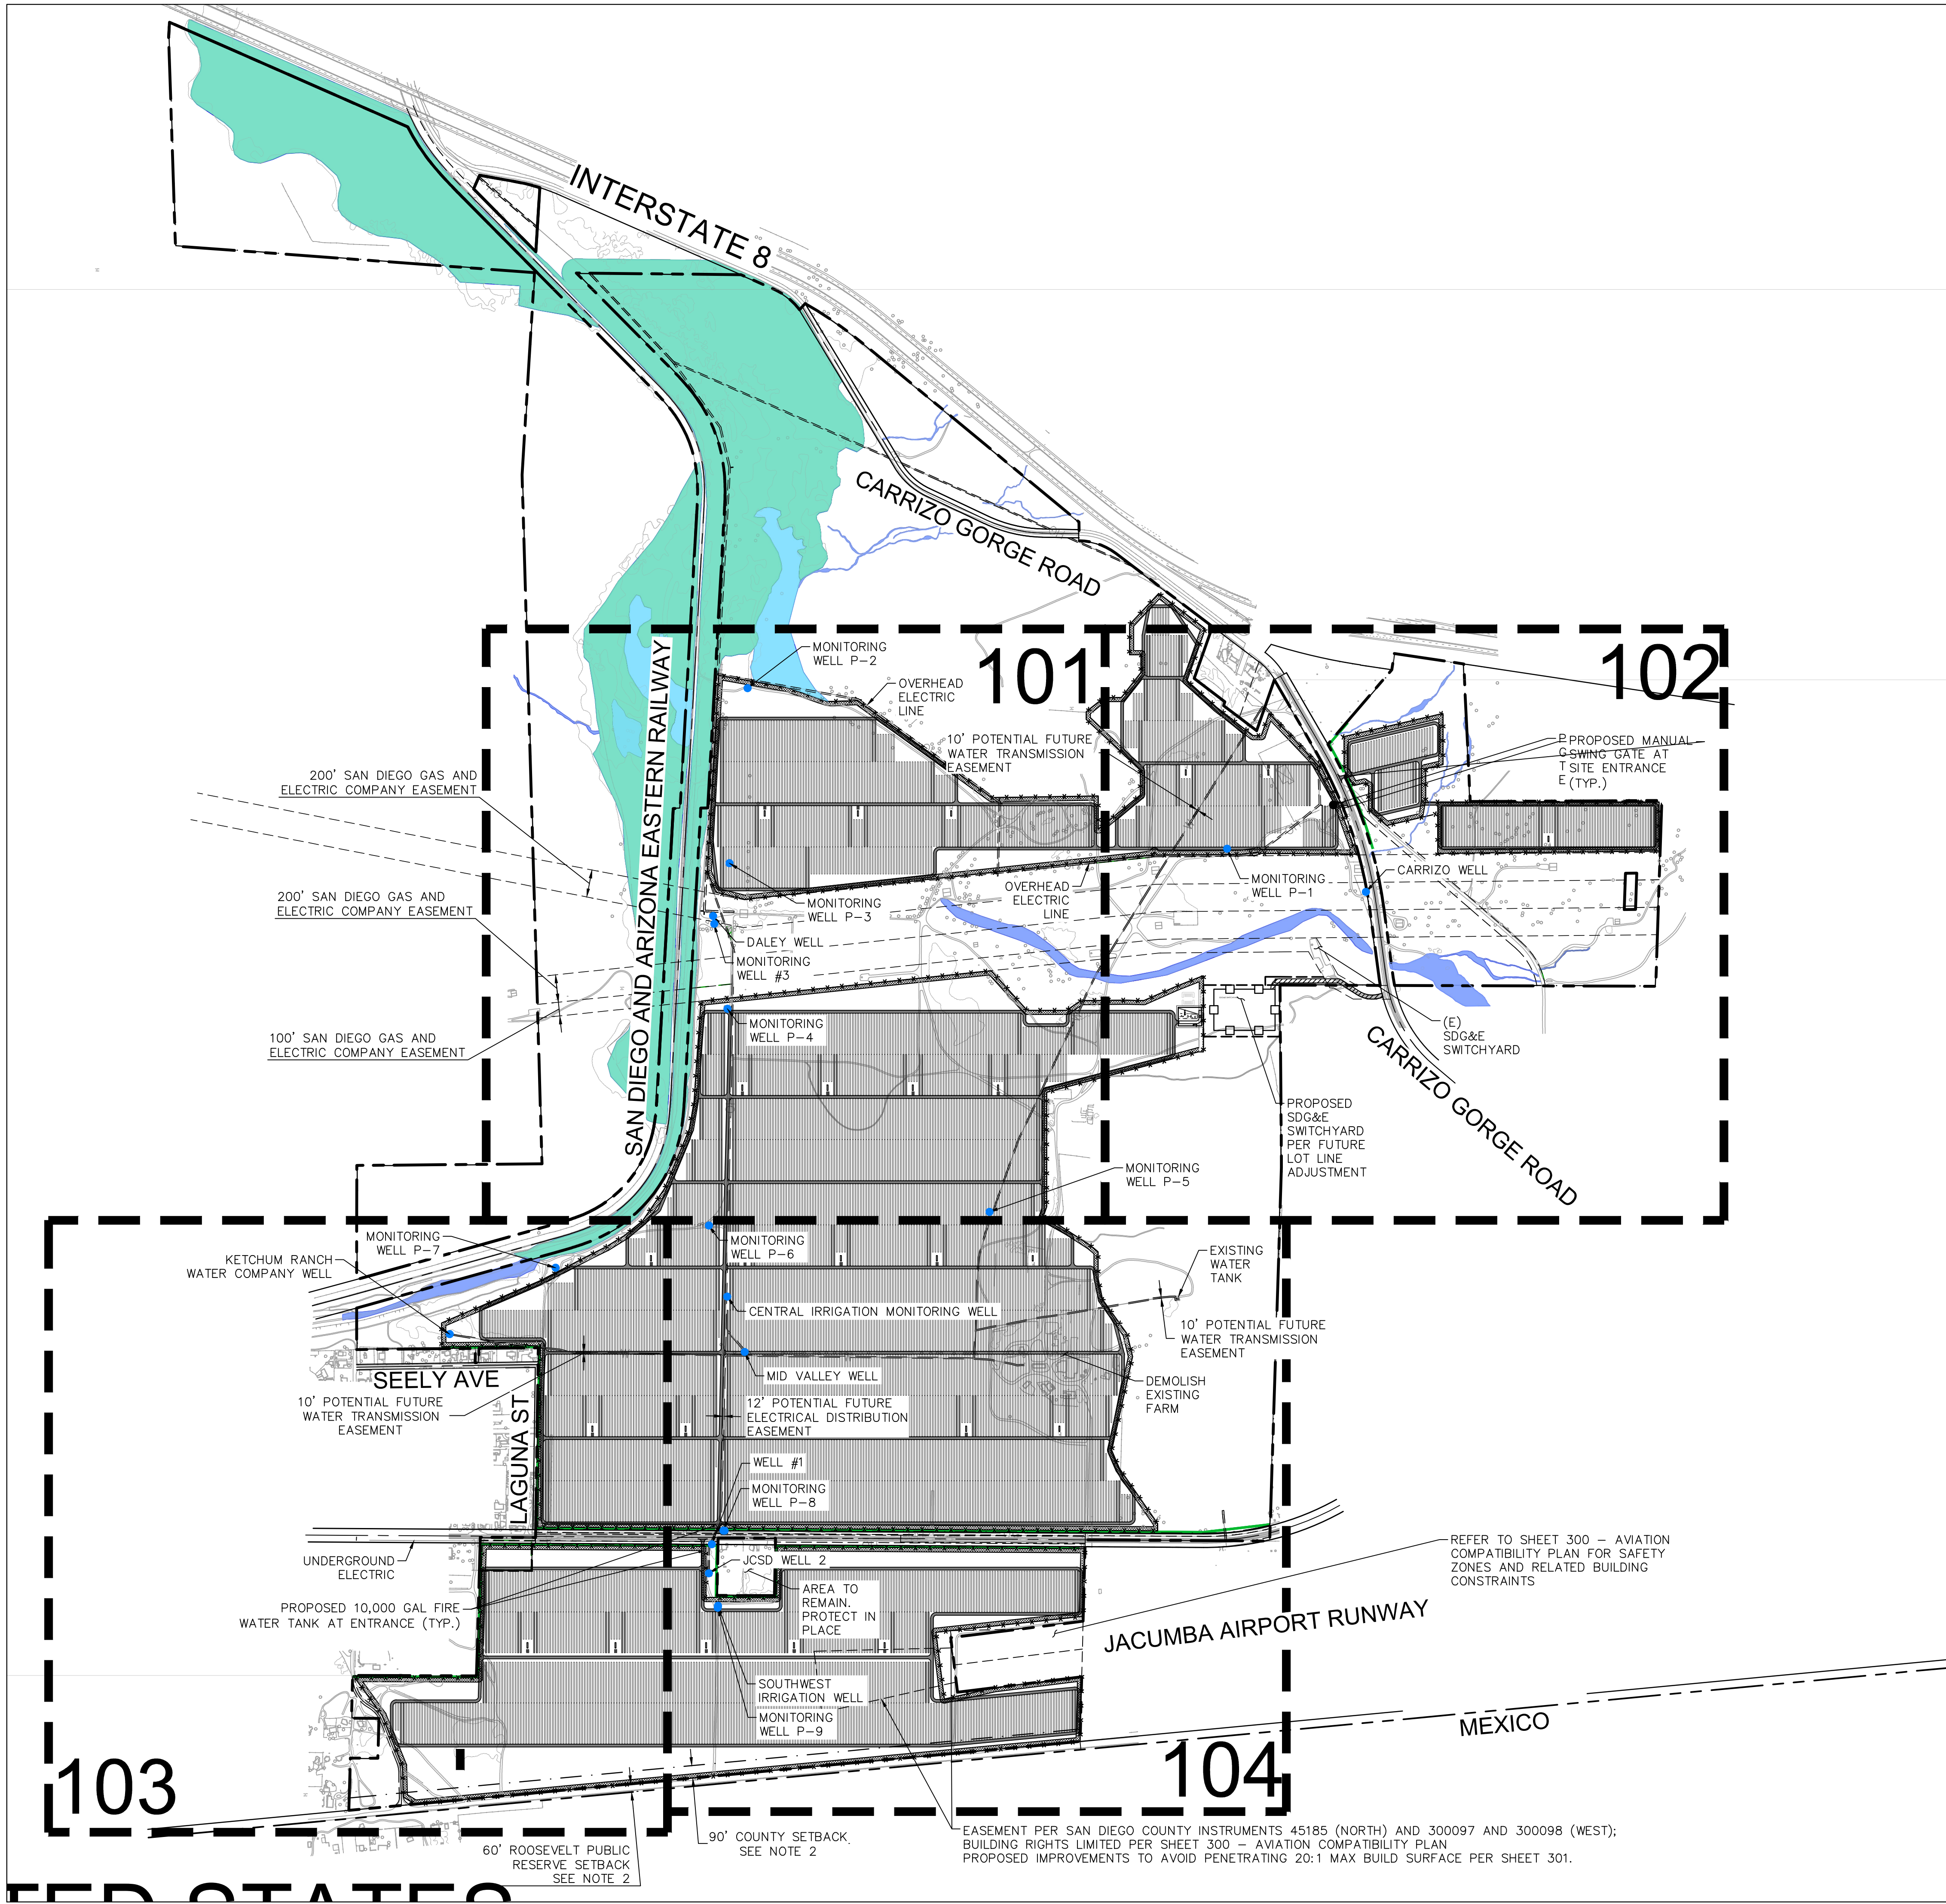 INTERSTATE 8
CARRIZO GORGE ROAD
SAN DIEGO AND ARIZONA EASTERN RAILWAY
101
102
MONITORING
WELL P-2
OVERHEAD
ELECTRIC
LINE
10' POTENTIAL FUTURE
WATER TRANSMISSION
EASEMENT
P
G
T
E
PROPOSED MANUAL
SWING GATE AT
SITE ENTRANCE
(TYP.)
200' SAN DIEGO GAS AND
ELECTRIC COMPANY EASEMENT
200' SAN DIEGO GAS AND
ELECTRIC COMPANY EASEMENT
100' SAN DIEGO GAS AND
ELECTRIC COMPANY EASEMENT
MONITORING
WELL P-3
OVERHEAD
ELECTRIC
LINE
MONITORING
WELL P-1
CARRIZO WELL
DALEY WELL
MONITORING
WELL #3
MONITORING
WELL P-4
(E)
SDG&E
SWITCHYARD
CARRIZO GORGE ROAD
PROPOSED
SDG&E
SWITCHYARD
PER FUTURE
LOT LINE
ADJUSTMENT
MONITORING
WELL P-5
MONITORING
WELL P-7
KETCHUM RANCH
WATER COMPANY WELL
MONITORING
WELL P-6
EXISTING
WATER
TANK
CENTRAL IRRIGATION MONITORING WELL
10' POTENTIAL FUTURE
WATER TRANSMISSION
EASEMENT
MID VALLEY WELL
SEELY AVE
DEMOLISH
EXISTING
FARM
10' POTENTIAL FUTURE
WATER TRANSMISSION
EASEMENT
LAGUNA ST
12' POTENTIAL FUTURE
ELECTRICAL DISTRIBUTION
EASEMENT
WELL #1
MONITORING
WELL P-8
UNDERGROUND
ELECTRIC
JCSD WELL 2
AREA TO
REMAIN.
PROTECT IN
PLACE
PROPOSED 10,000 GAL FIRE
WATER TANK AT ENTRANCE (TYP.)
REFER TO SHEET 300 – AVIATION
COMPATIBILITY PLAN FOR SAFETY
ZONES AND RELATED BUILDING
CONSTRAINTS
JACUMBA AIRPORT RUNWAY
SOUTHWEST
IRRIGATION WELL
MONITORING
WELL P-9
MEXICO
103
104
60' ROOSEVELT PUBLIC
RESERVE SETBACK
SEE NOTE 2
90' COUNTY SETBACK
SEE NOTE 2
EASEMENT PER SAN DIEGO COUNTY INSTRUMENTS 45185 (NORTH) AND 300097 AND 300098 (WEST);
BUILDING RIGHTS LIMITED PER SHEET 300 – AVIATION COMPATIBILITY PLAN
PROPOSED IMPROVEMENTS TO AVOID PENETRATING 20:1 MAX BUILD SURFACE PER SHEET 301.
TED STATES